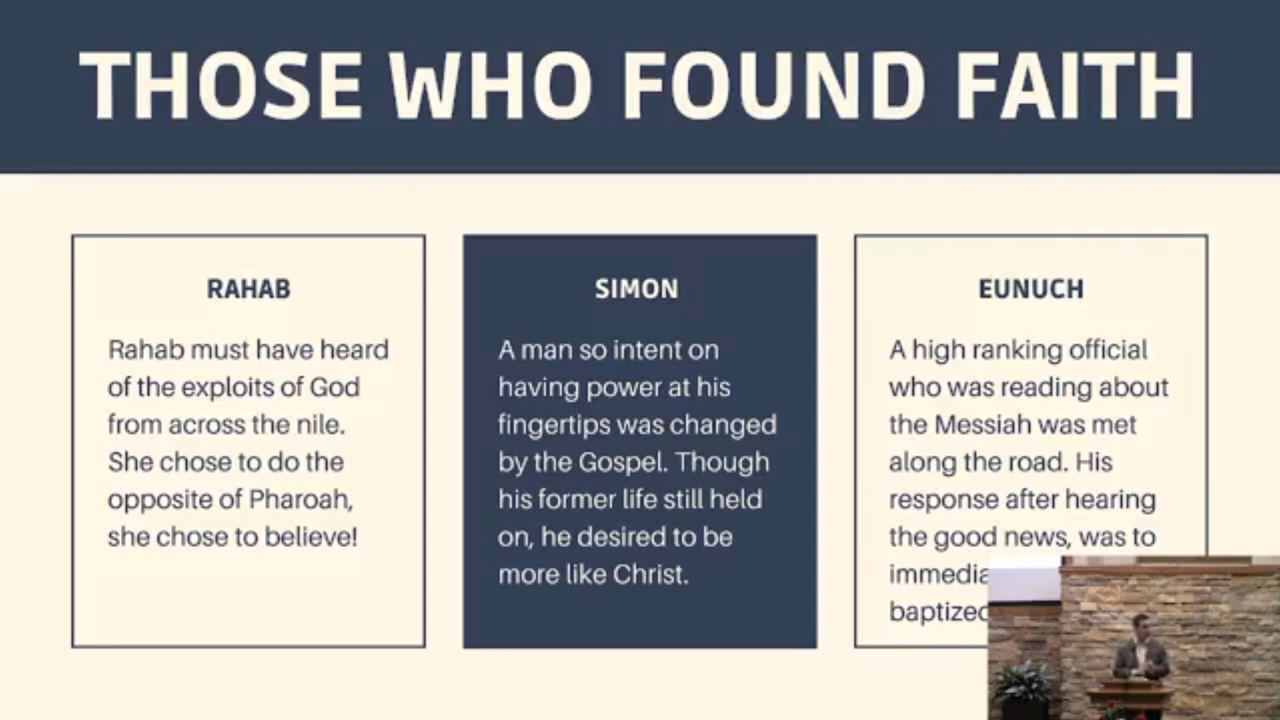 THOSE WHO FOUND FAITH
RAHAB
Rahab must have heard
of the exploits of God
from across the nile.
She chose to do the
opposite of Pharoah,
she chose to believe!
SIMON
A man so intent on
having power at his
fingertips was changed
by the Gospel. Though
his former life still held
on, he desired to be
more like Christ.
EUNUCH
A high ranking official
who was reading about
the Messiah was met
along the road. His
response after hearing
the good news, was to